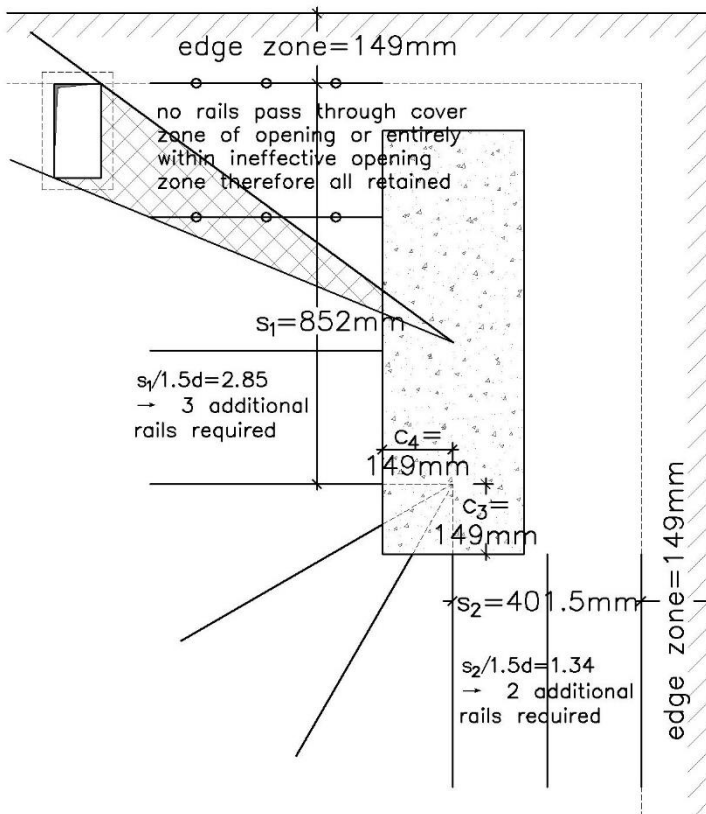 edge zone=149mm
no rails pass through cover
zone of opening or entirely
within ineffective opening
zone therefore all retained
s₁=852mm
s₁/1.5d=2.85
→ 3 additional
rails required
c₄=
149mm
c₃=
149mm
s₂=401.5mm
s₂/1.5d=1.34
→ 2 additional
rails required
edge zone=149mm